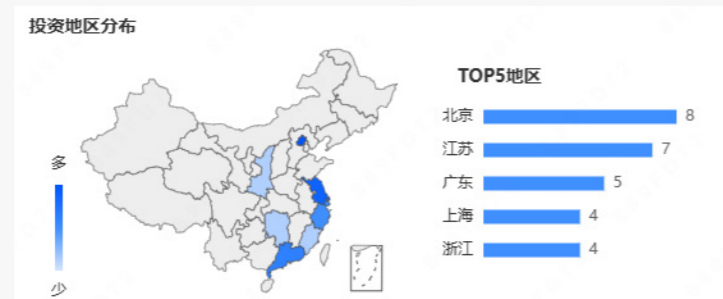 投资地区分布
多
少
TOP5地区
北京 8
江苏 7
广东 5
上海 4
浙江 4